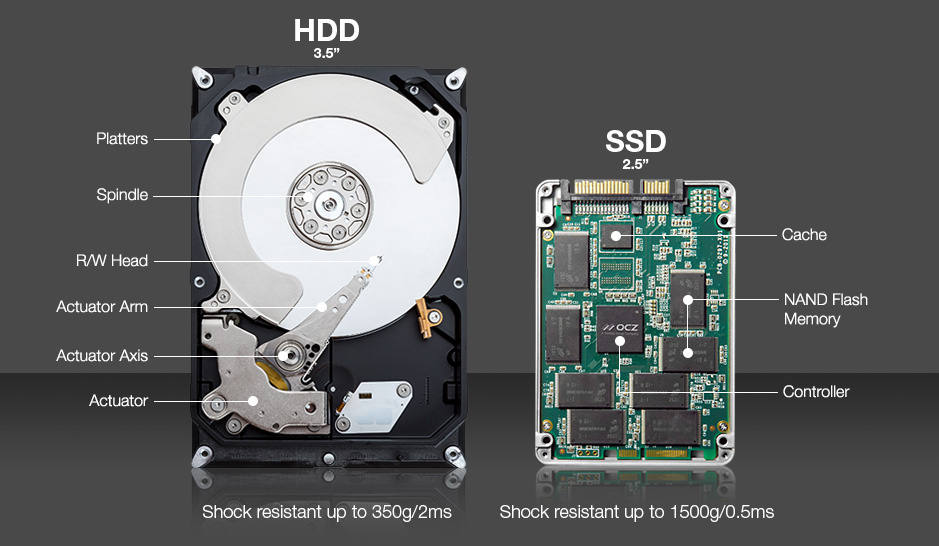 HDD
3.5”
SSD
2.5”
Platters
Spindle
R/W Head
Actuator Arm
Actuator Axis
Actuator
Cache
NAND Flash
Memory
Controller
OCZ
Shock resistant up to 350g/2ms
Shock resistant up to 1500g/0.5ms